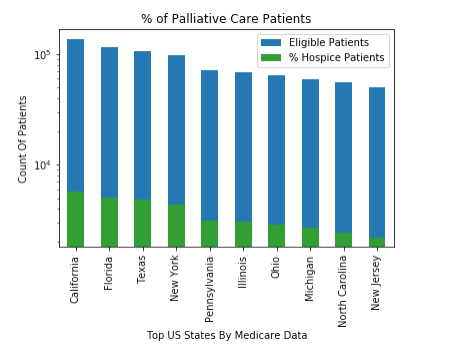 % of Palliative Care Patients
Eligible Patients
% Hospice Patients
Count Of Patients
10⁵
10⁴
California
Florida
Texas
New York
Pennsylvania
Illinois
Ohio
Michigan
North Carolina
New Jersey
Top US States By Medicare Data